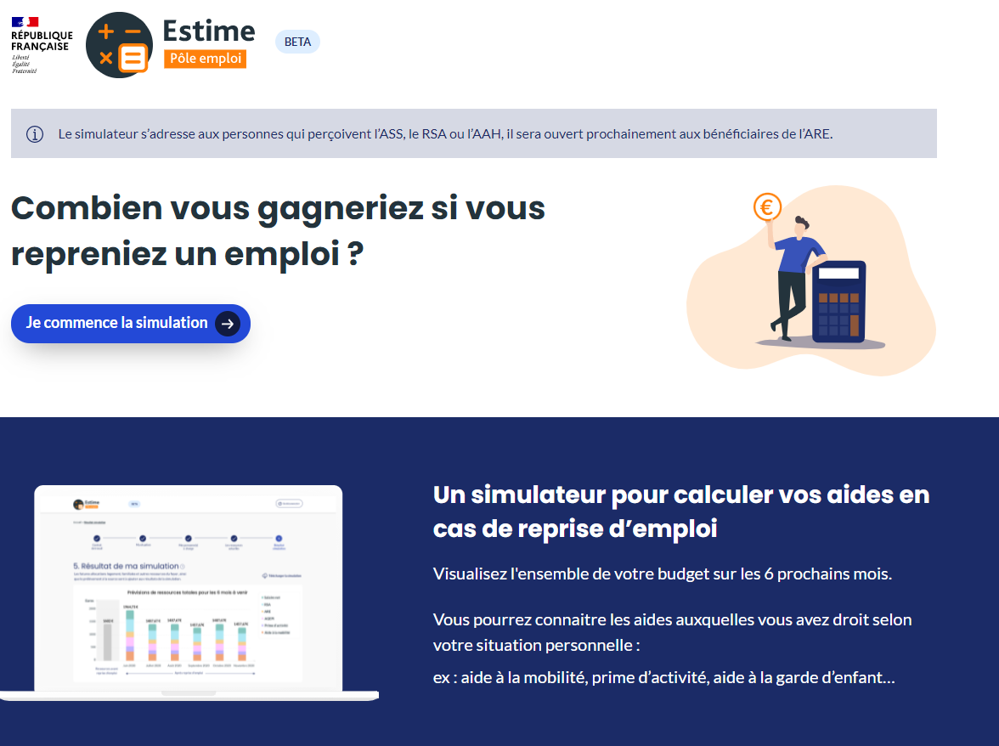 RÉPUBLIQUE
FRANÇAISE
Liberté
Égalité
Fraternité
Estime
Pôle emploi
BETA
Le simulateur s’adresse aux personnes qui perçoivent l’ASS, le RSA ou l’AAH, il sera ouvert prochainement aux bénéficiaires de l’ARE.
Combien vous gagneriez si vous
repreniez un emploi ?
€
Je commence la simulation
Estime
BETA
5. Résultat de ma simulation
Prévisions de ressources totales pour les 6 mois à venir
Un simulateur pour calculer vos aides en
cas de reprise d’emploi
Visualisez l'ensemble de votre budget sur les 6 prochains mois.
Vous pourrez connaitre les aides auxquelles vous avez droit selon
votre situation personnelle :
ex : aide à la mobilité, prime d’activité, aide à la garde d’enfant...